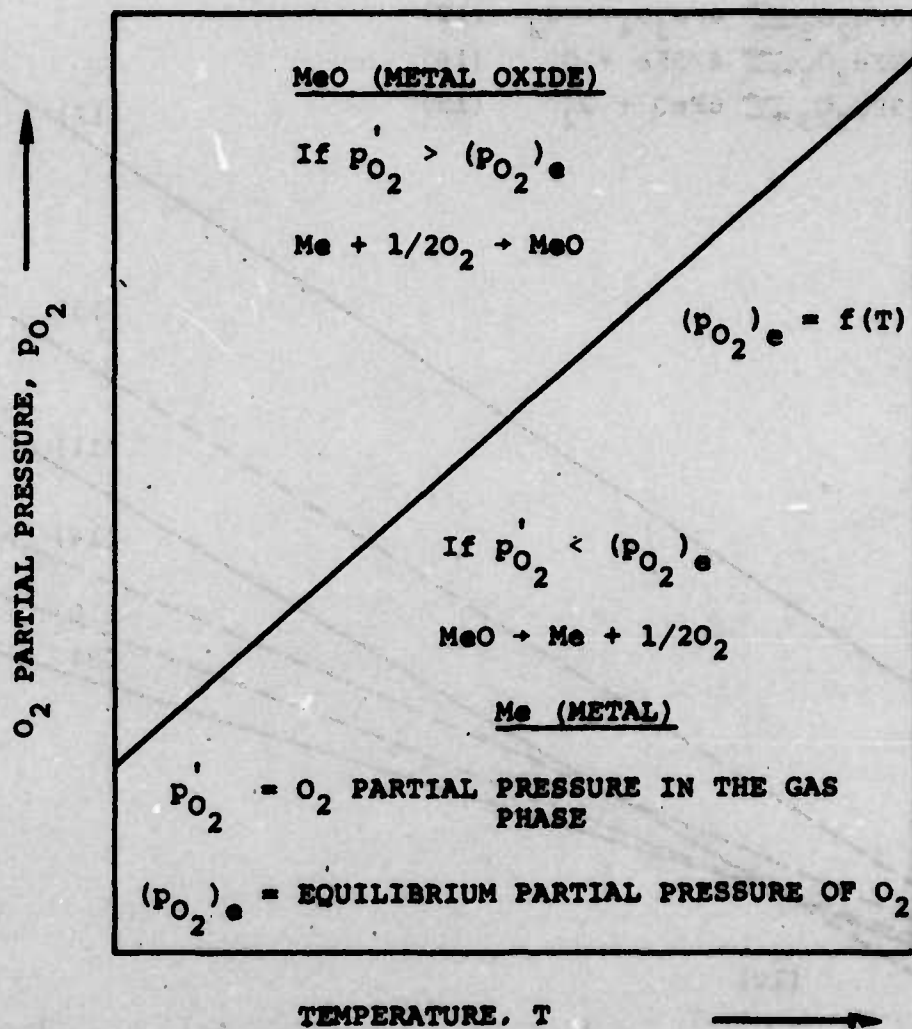 MeO (METAL OXIDE)
If p'O2 > (pO2)e
Me + 1/2O2 → MeO
(pO2)e = f(T)
O2 PARTIAL PRESSURE, pO2
If p'O2 < (pO2)e
MeO → Me + 1/2O2
Me (METAL)
p'O2 = O2 PARTIAL PRESSURE IN THE GAS
PHASE
(pO2)e = EQUILIBRIUM PARTIAL PRESSURE OF O2
TEMPERATURE, T